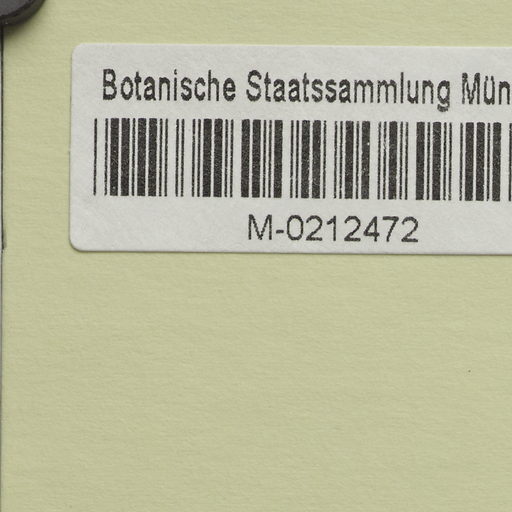 Botanische Staatssammlung Mün
M-0212472